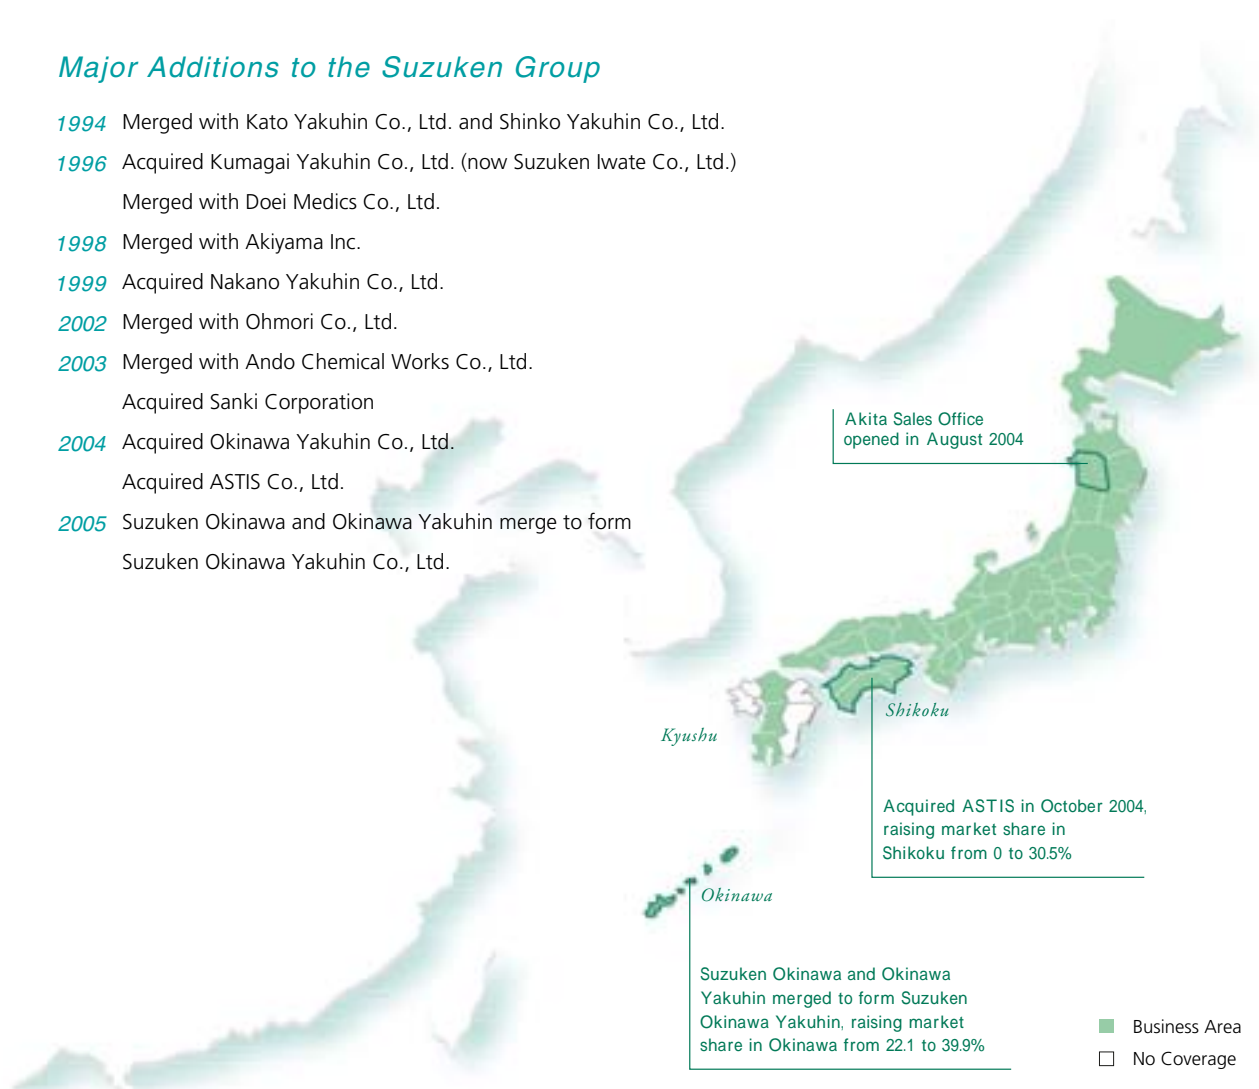 Major Additions to the Suzuken Group
1994 Merged with Kato Yakuhin Co., Ltd. and Shinko Yakuhin Co., Ltd.
1996 Acquired Kumagai Yakuhin Co., Ltd. (now Suzuken Iwate Co., Ltd.)
Merged with Doei Medics Co., Ltd.
1998 Merged with Akiyama Inc.
1999 Acquired Nakano Yakuhin Co., Ltd.
2002 Merged with Ohmori Co., Ltd.
2003 Merged with Ando Chemical Works Co., Ltd.
Acquired Sanki Corporation
2004 Acquired Okinawa Yakuhin Co., Ltd.
Acquired ASTIS Co., Ltd.
2005 Suzuken Okinawa and Okinawa Yakuhin merge to form
Suzuken Okinawa Yakuhin Co., Ltd.
Akita Sales Office
opened in August 2004
Shikoku
Kyushu
Acquired ASTIS in October 2004,
raising market share in
Shikoku from 0 to 30.5%
Okinawa
Suzuken Okinawa and Okinawa
Yakuhin merged to form Suzuken
Okinawa Yakuhin, raising market
share in Okinawa from 22.1 to 39.9%
Business Area
No Coverage